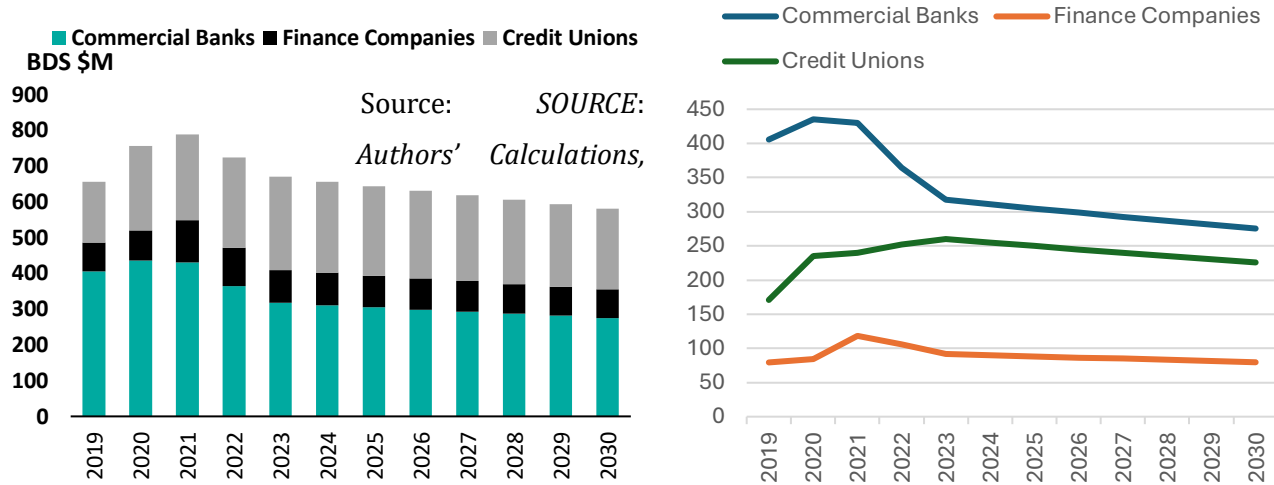 Commercial Banks Finance Companies Credit Unions
BDS $M
900
800
700
600
500
400
300
200
100
0
Source: SOURCE:
Authors’ Calculations,
2019 2020 2021 2022 2023 2024 2025 2026 2027 2028 2029 2030
Commercial Banks Finance Companies
Credit Unions
450
400
350
300
250
200
150
100
50
0
2019 2020 2021 2022 2023 2024 2025 2026 2027 2028 2029 2030